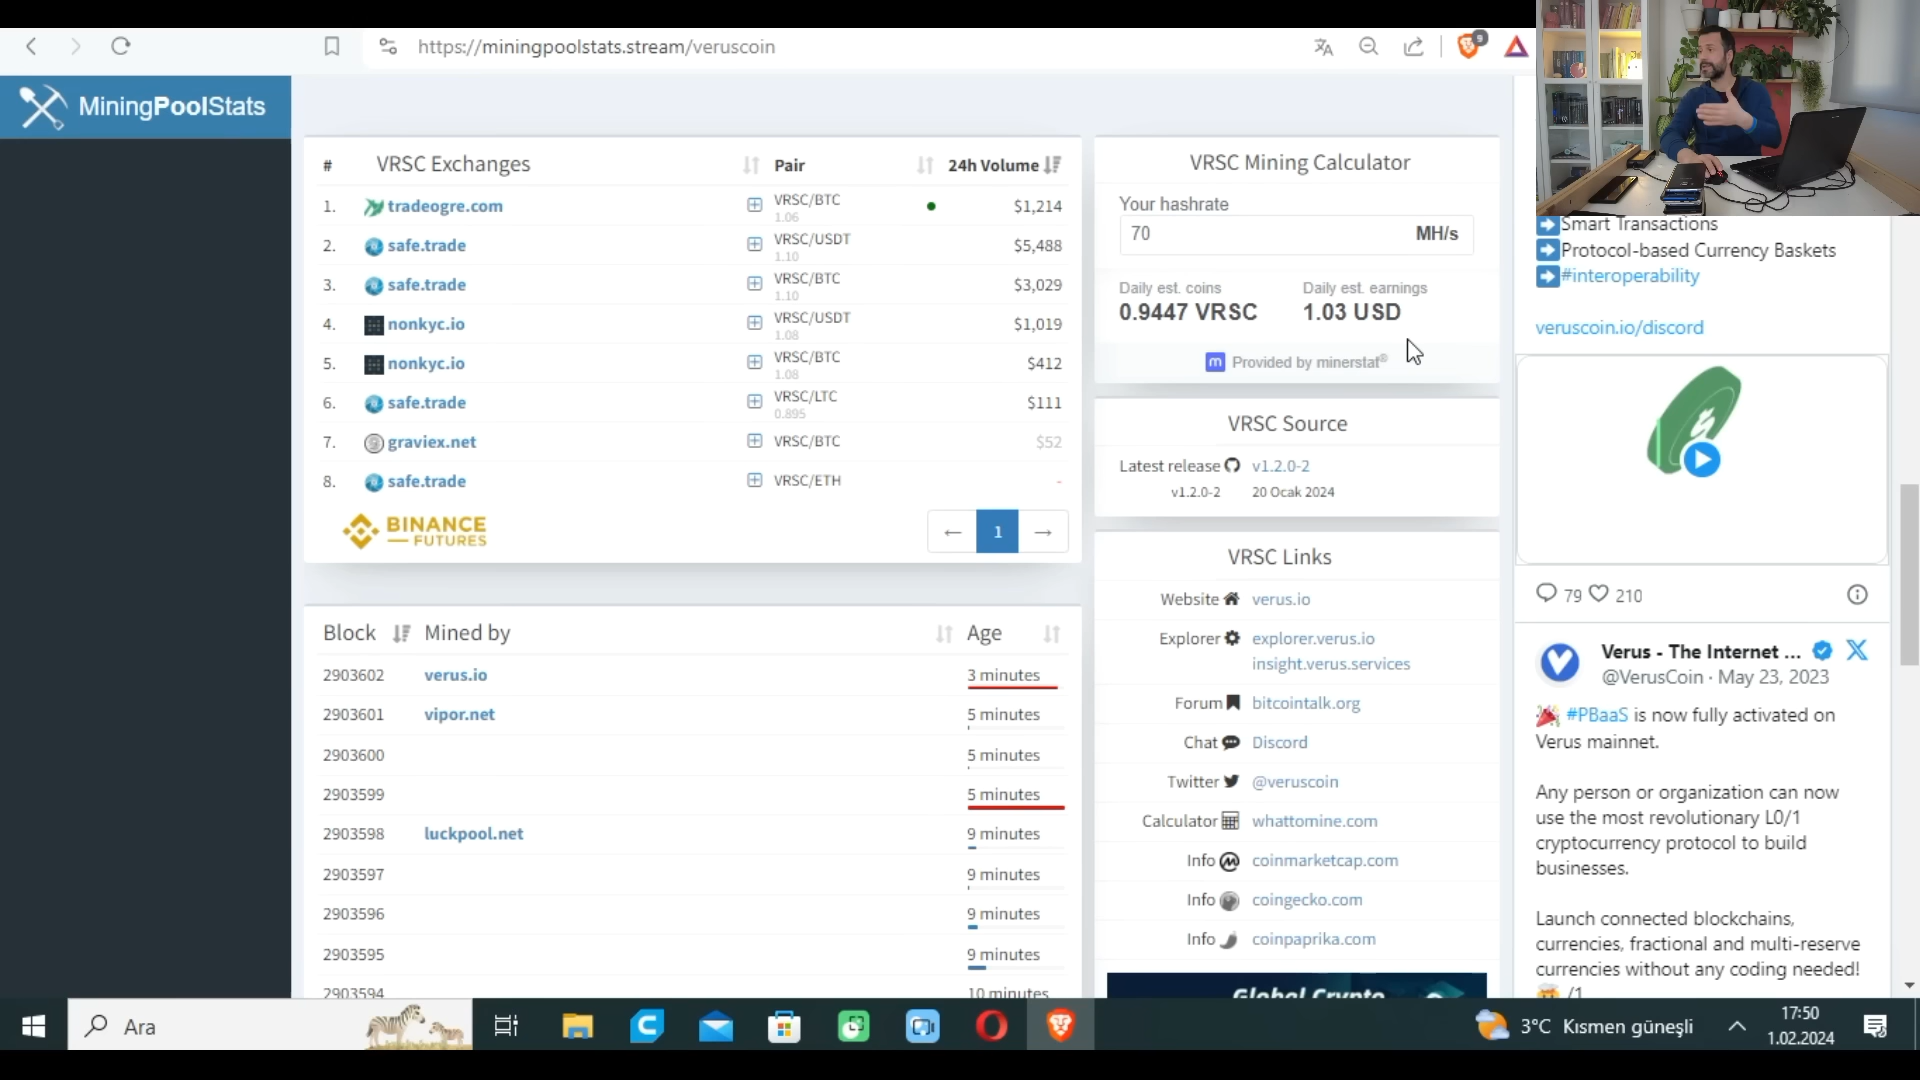 https://miningpoolstats.stream/veruscoin
9
MiningPoolStats
# VRSC Exchanges Pair 24h Volume
1. tradeogre.com VRSC/BTC 1.06 $1,214
2. safe.trade VRSC/USDT 1.10 $5,488
3. safe.trade VRSC/BTC 1.10 $3,029
4. nonkyc.io VRSC/USDT 1.08 $1,019
5. nonkyc.io VRSC/BTC 1.08 $412
6. safe.trade VRSC/LTC 0.895 $111
7. graviex.net VRSC/BTC $52
8. safe.trade VRSC/ETH -
BINANCE
FUTURES
← 1 →
Block Mined by Age
2903602 verus.io 3 minutes
2903601 vipor.net 5 minutes
2903600 5 minutes
2903599 5 minutes
2903598 luckpool.net 9 minutes
2903597 9 minutes
2903596 9 minutes
2903595 9 minutes
2903594 10 minutes
VRSC Mining Calculator
Your hashrate
70 MH/s
Daily est. coins Daily est. earnings
0.9447 VRSC 1.03 USD
m Provided by minerstat®
VRSC Source
Latest release v1.2.0-2
v1.2.0-2 20 Ocak 2024
VRSC Links
Website verus.io
Explorer explorer.verus.io
insight.verus.services
Forum bitcointalk.org
Chat Discord
Twitter @veruscoin
Calculator whattomine.com
Info coinmarketcap.com
Info coingecko.com
Info coinpaprika.com
Global Crypto
Smart Transactions
Protocol-based Currency Baskets
#interoperability
veruscoin.io/discord
79 210
Verus - The Internet ...
@VerusCoin · May 23, 2023
#PBaaS is now fully activated on
Verus mainnet.
Any person or organization can now
use the most revolutionary L0/1
cryptocurrency protocol to build
businesses.
Launch connected blockchains,
currencies, fractional and multi-reserve
currencies without any coding needed!
/1
Ara
3°C Kısmen güneşli
17:50
1.02.2024